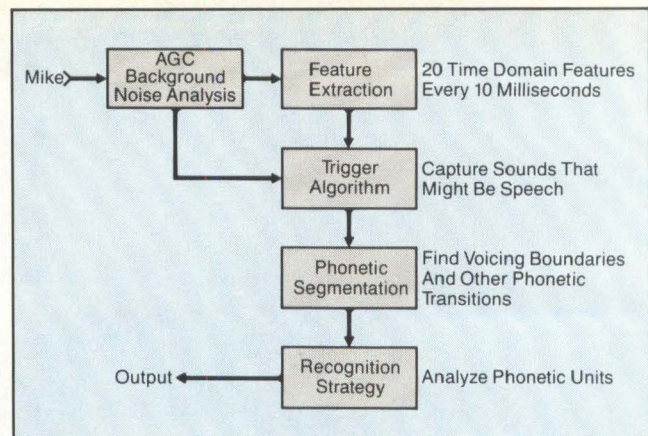 Mike
AGC
Background
Noise Analysis
Feature
Extraction
20 Time Domain Features
Every 10 Milliseconds
Trigger
Algorithm
Capture Sounds That
Might Be Speech
Phonetic
Segmentation
Find Voicing Boundaries
And Other Phonetic
Transitions
Output
Recognition
Strategy
Analyze Phonetic Units